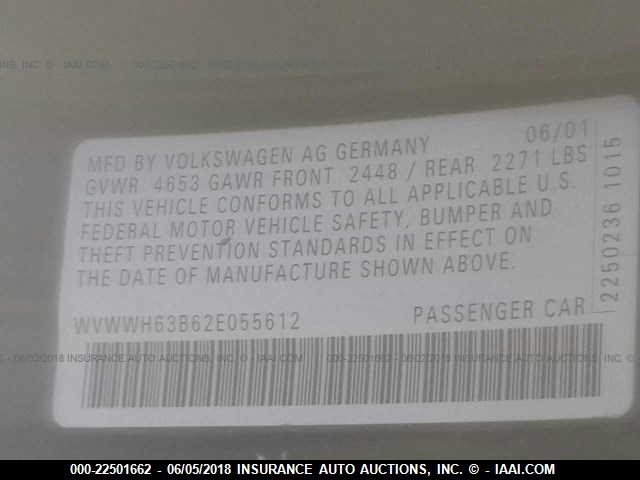 06/01
MFD BY VOLKSWAGEN AG GERMANY
GVWR 4653 GAWR FRONT 2448 / REAR 2271 LBS
THIS VEHICLE CONFORMS TO ALL APPLICABLE U.S.
FEDERAL MOTOR VEHICLE SAFETY, BUMPER AND
THEFT PREVENTION STANDARDS IN EFFECT ON
THE DATE OF MANUFACTURE SHOWN ABOVE.
WVWWH63B62E055612 PASSENGER CAR
2250236 1015
000-22501662 - 06/05/2018 INSURANCE AUTO AUCTIONS, INC. © - IAAI.COM